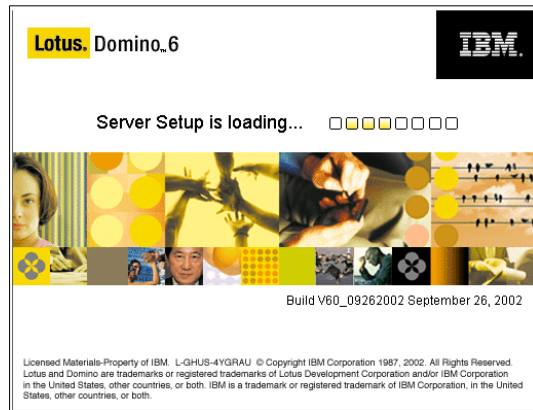 Lotus. Domino™ 6
IBM.
Server Setup is loading...
Build V60_09262002 September 26, 2002
Licensed Materials-Property of IBM. L-GHUS-4YGRAU © Copyright IBM Corporation 1987, 2002. All Rights Reserved.
Lotus and Domino are trademarks or registered trademarks of Lotus Development Corporation and/or IBM Corporation
in the United States, other countries, or both. IBM is a trademark or registered trademark of IBM Corporation, in the United
States, other countries, or both.